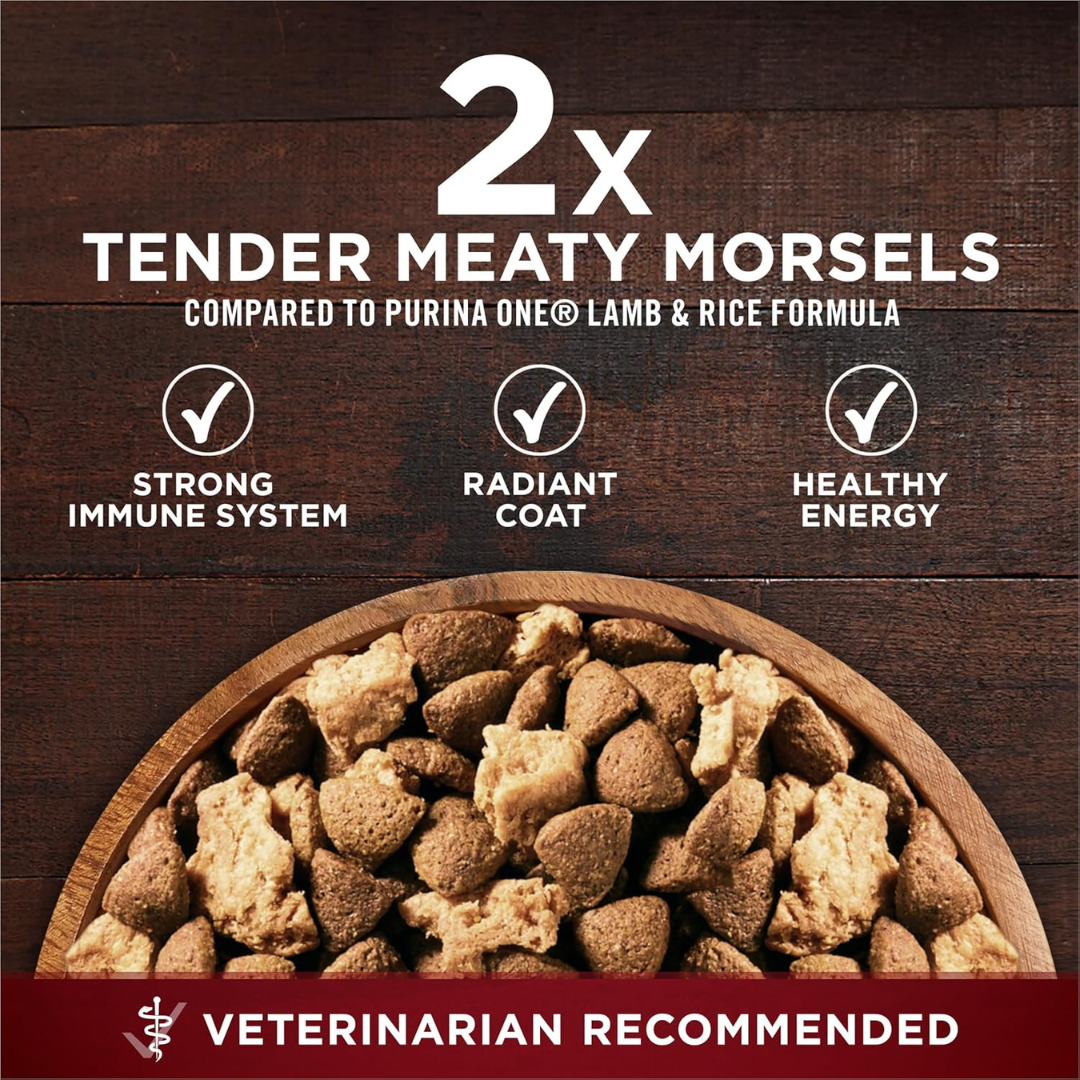 2x
TENDER MEATY MORSELS
COMPARED TO PURINA ONE® LAMB & RICE FORMULA
STRONG
IMMUNE SYSTEM
RADIANT
COAT
HEALTHY
ENERGY
VETERINARIAN RECOMMENDED